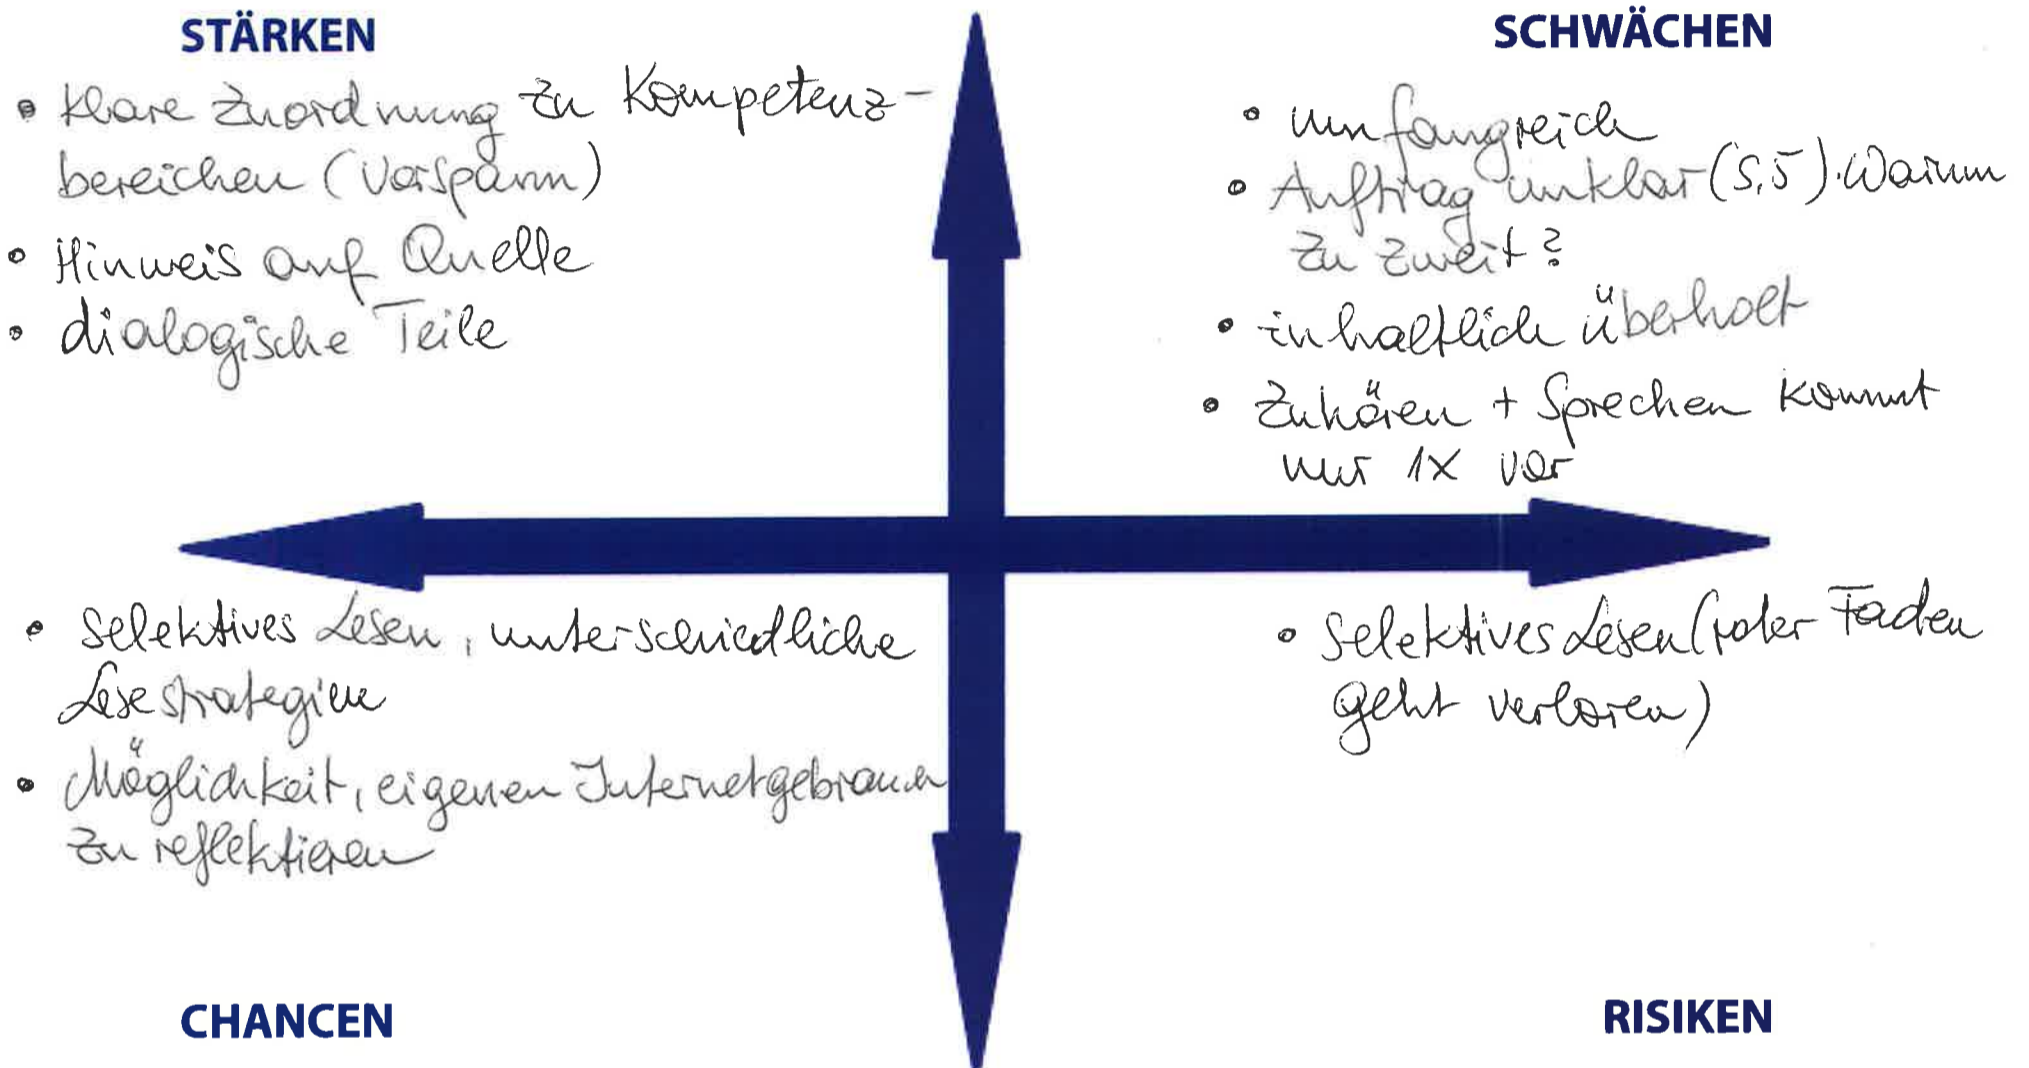 STÄRKEN
• klare Zuordnung zu Kompetenz-
bereichen (Vorspann)
• Hinweis auf Quelle
• dialogische Teile
SCHWÄCHEN
• umfangreich
• Auftrag unklar (S.5). Warum
zu zweit?
• inhaltlich überholt
• Zuhören + Sprechen kommt
nur 1x vor
• selektives Lesen, unterschiedliche
Lesestrategien
• Möglichkeit, eigenen Internetgebrauch
zu reflektieren
CHANCEN
• selektives Lesen (roter Faden
geht verloren)
RISIKEN